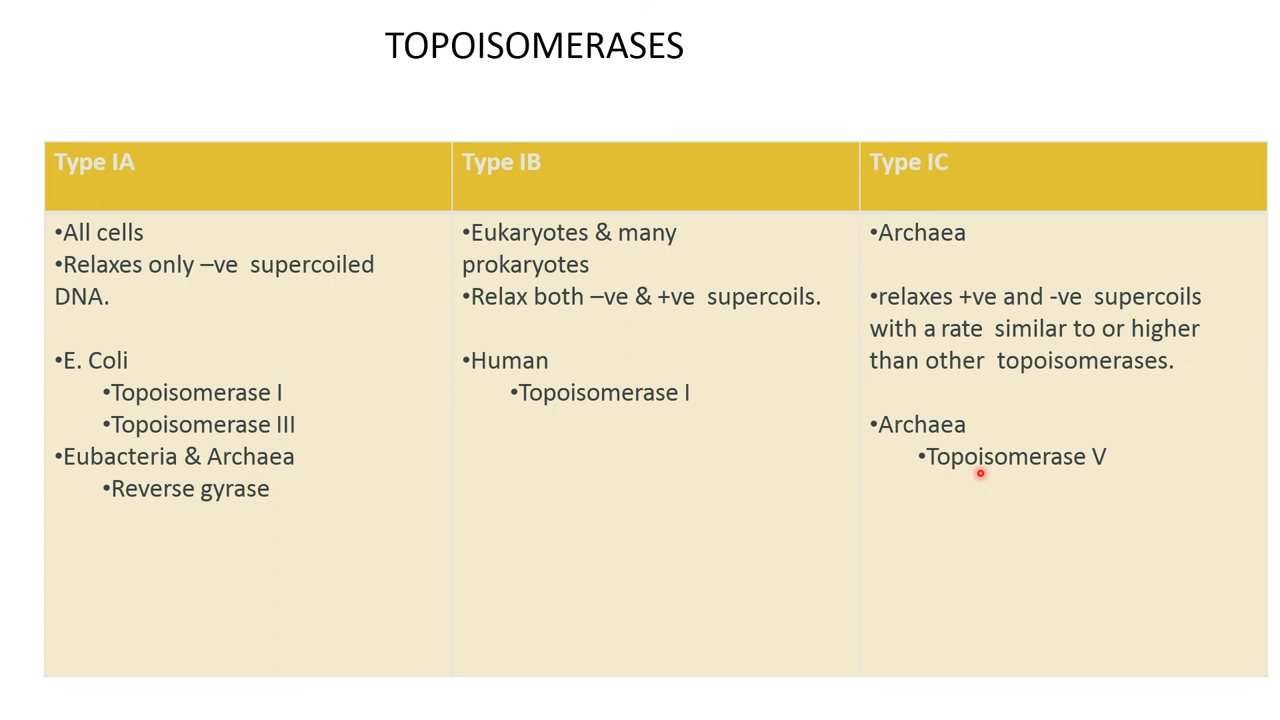 TOPOISOMERASES
Type IA
•All cells
•Relaxes only –ve  supercoiled
DNA.
•E. Coli
•Topoisomerase I
•Topoisomerase III
•Eubacteria & Archaea
•Reverse gyrase
Type IB
•Eukaryotes & many
prokaryotes
•Relax both –ve & +ve  supercoils.
•Human
•Topoisomerase I
Type IC
•Archaea
•relaxes +ve and -ve  supercoils
with a rate  similar to or higher
than other  topoisomerases.
•Archaea
•Topoisomerase V